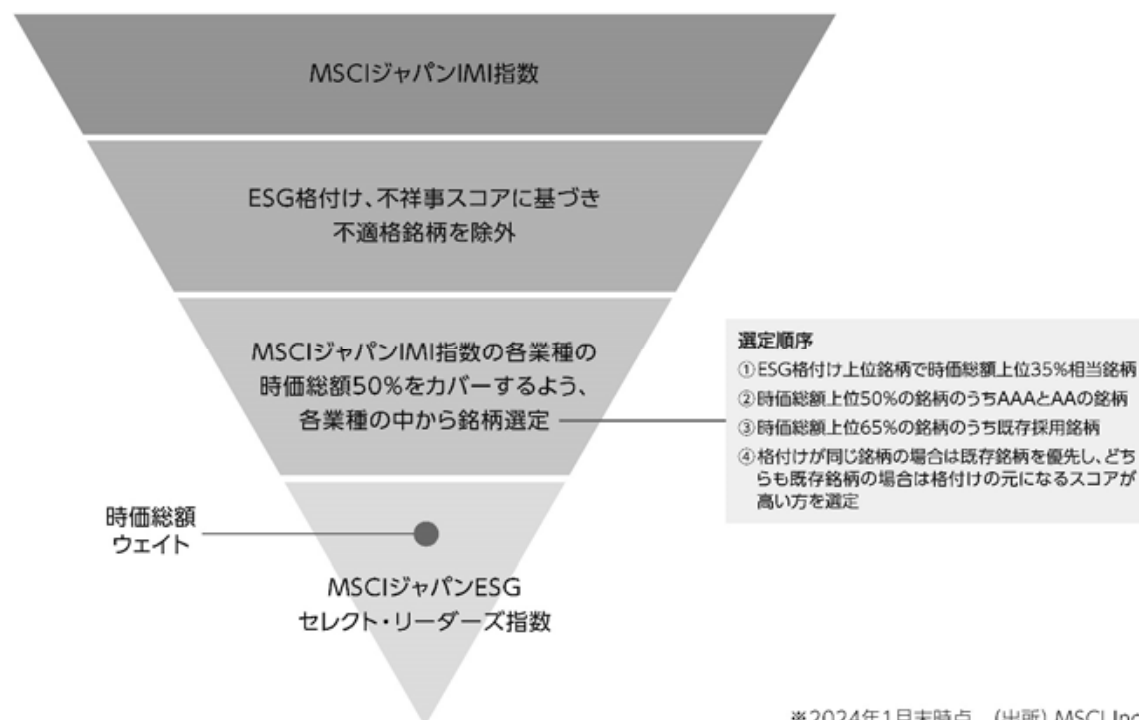 MSCIジャパンIMI指数
ESG格付け、不祥事スコアに基づき
不適格銘柄を除外
MSCIジャパンIMI指数の各業種の
時価総額50%をカバーするよう、
各業種の中から銘柄選定
選定順序
①ESG格付け上位銘柄で時価総額上位35%相当銘柄
②時価総額上位50%の銘柄のうちAAAとAAの銘柄
③時価総額上位65%の銘柄のうち既存採用銘柄
④格付けが同じ銘柄の場合は既存銘柄を優先し、どち
らも既存銘柄の場合は格付けの元になるスコアが
高い方を選定
時価総額
ウェイト
MSCIジャパンESG
セレクト・リーダーズ指数
※2024年1月末時点 (出所) MSCI Inc